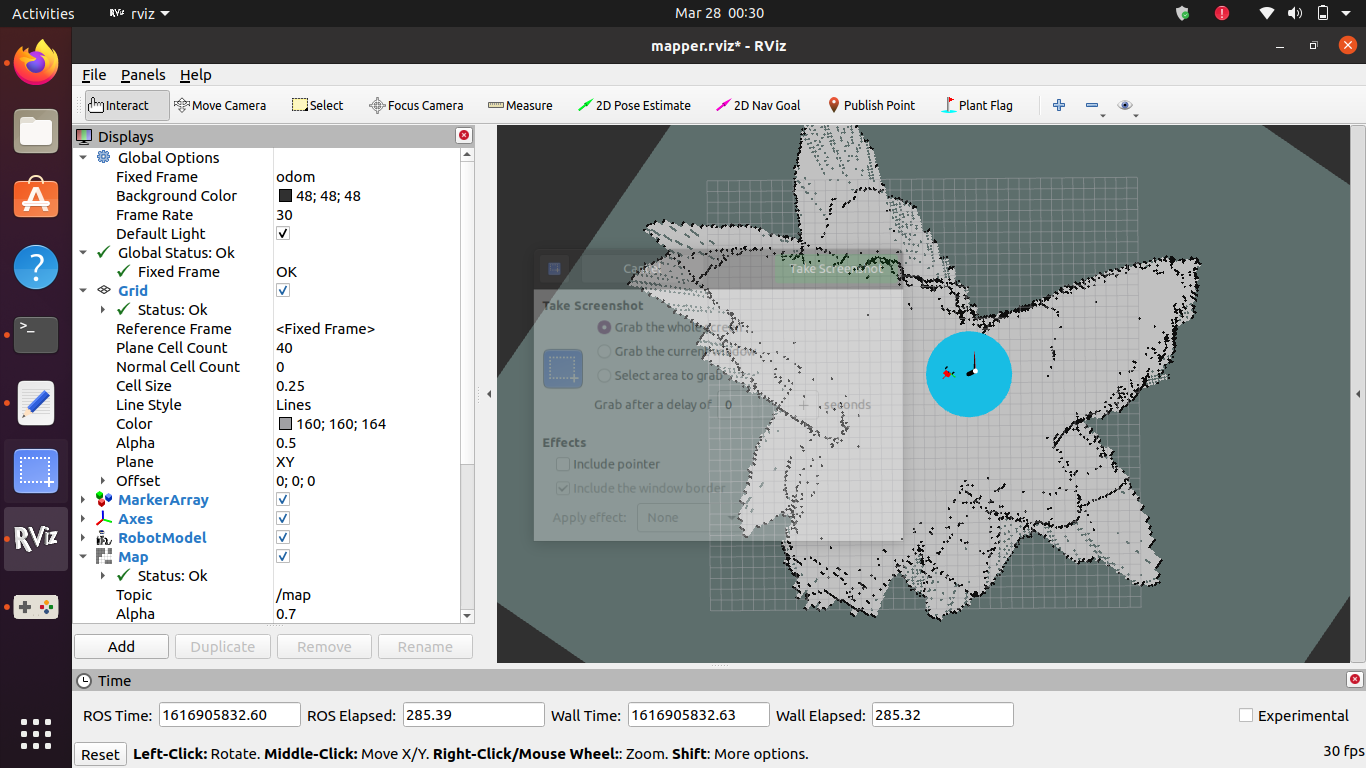 Activities
RViz rviz
Mar 28 00:30
mapper.rviz* - RViz
File Panels Help
Interact Move Camera Select Focus Camera Measure 2D Pose Estimate 2D Nav Goal Publish Point Plant Flag
Displays
Global Options
Fixed Frame odom
Background Color 48; 48; 48
Frame Rate 30
Default Light
Global Status: Ok
Fixed Frame OK
Grid
Status: Ok
Reference Frame <Fixed Frame>
Plane Cell Count 40
Normal Cell Count 0
Cell Size 0.25
Line Style Lines
Color 160; 160; 164
Alpha 0.5
Plane XY
Offset 0; 0; 0
MarkerArray
Axes
RobotModel
Map
Status: Ok
Topic /map
Alpha 0.7
Add Duplicate Remove Rename
Take Screenshot
Take Screenshot
Grab the whole screen
Grab the current window
Select area to grab
Grab after a delay of 0 + seconds
Effects
Include pointer
Include the window border
Apply effect: None
RViz
Time
ROS Time: 1616905832.60 ROS Elapsed: 285.39 Wall Time: 1616905832.63 Wall Elapsed: 285.32 Experimental
Reset Left-Click: Rotate. Middle-Click: Move X/Y. Right-Click/Mouse Wheel:: Zoom. Shift: More options. 30 fps